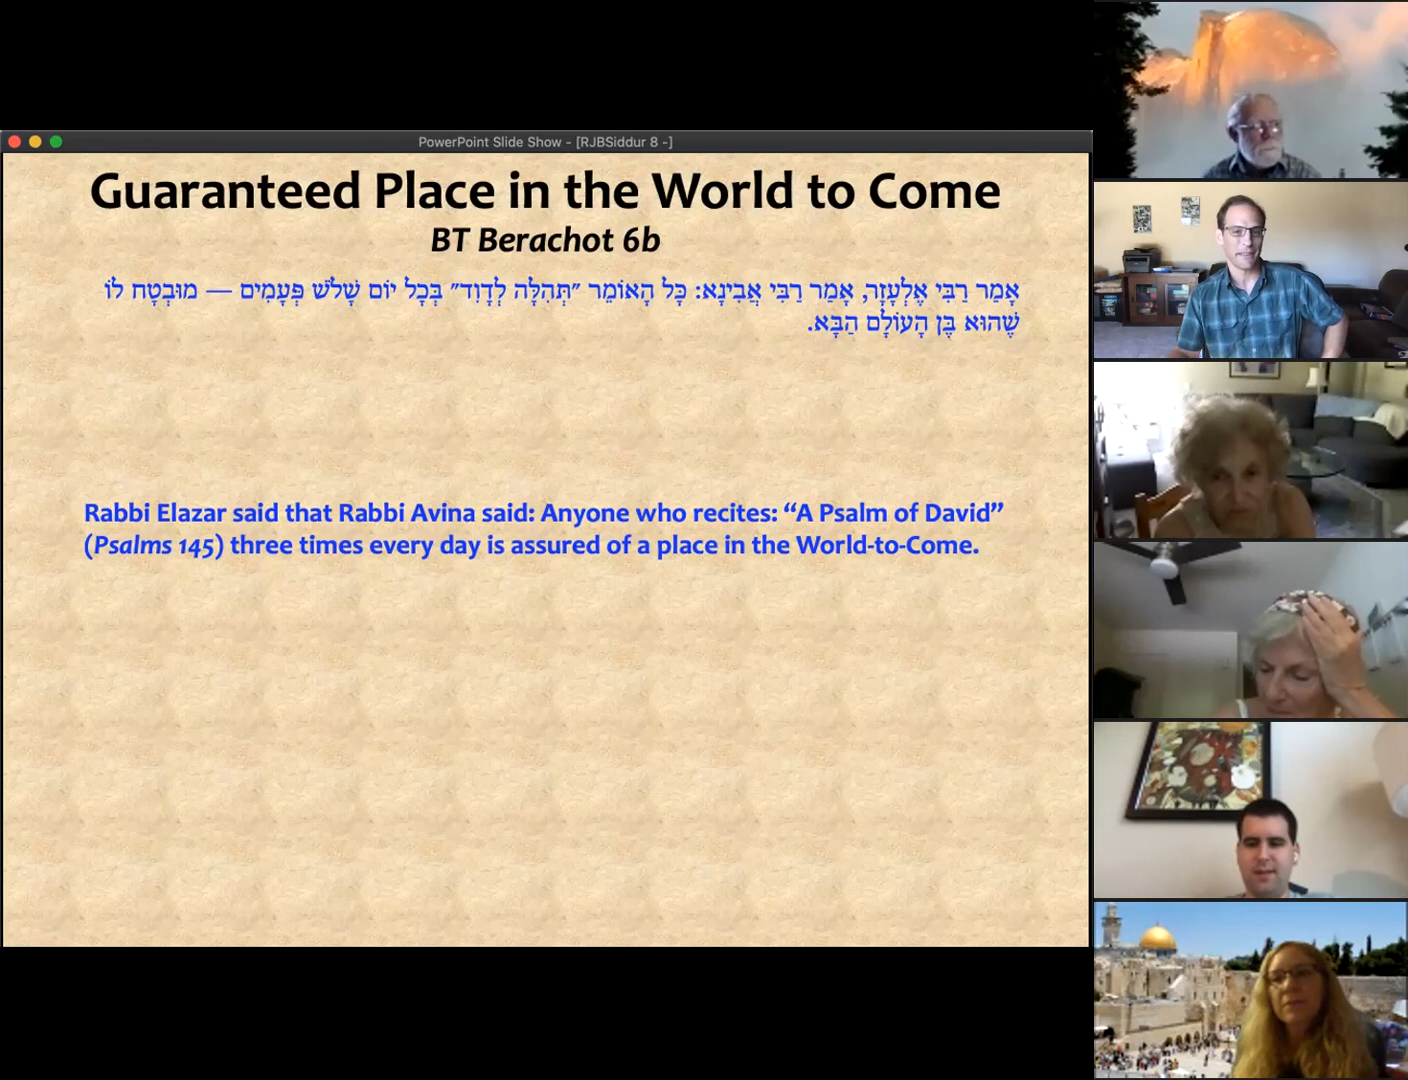 PowerPoint Slide Show - [RJBSiddur 8 -]
Guaranteed Place in the World to Come
BT Berachot 6b
אָמַר רַבִּי אֶלְעָזָר, אָמַר רַבִּי אֲבִינָא: כָּל הָאוֹמֵר ״תְּהִלָּה לְדָוִד״ בְּכָל יוֹם שָׁלֹשׁ פְּעָמִים — מוּבְטָח לוֹ
שֶׁהוּא בֶּן הָעוֹלָם הַבָּא.
Rabbi Elazar said that Rabbi Avina said: Anyone who recites: “A Psalm of David”
(Psalms 145) three times every day is assured of a place in the World-to-Come.